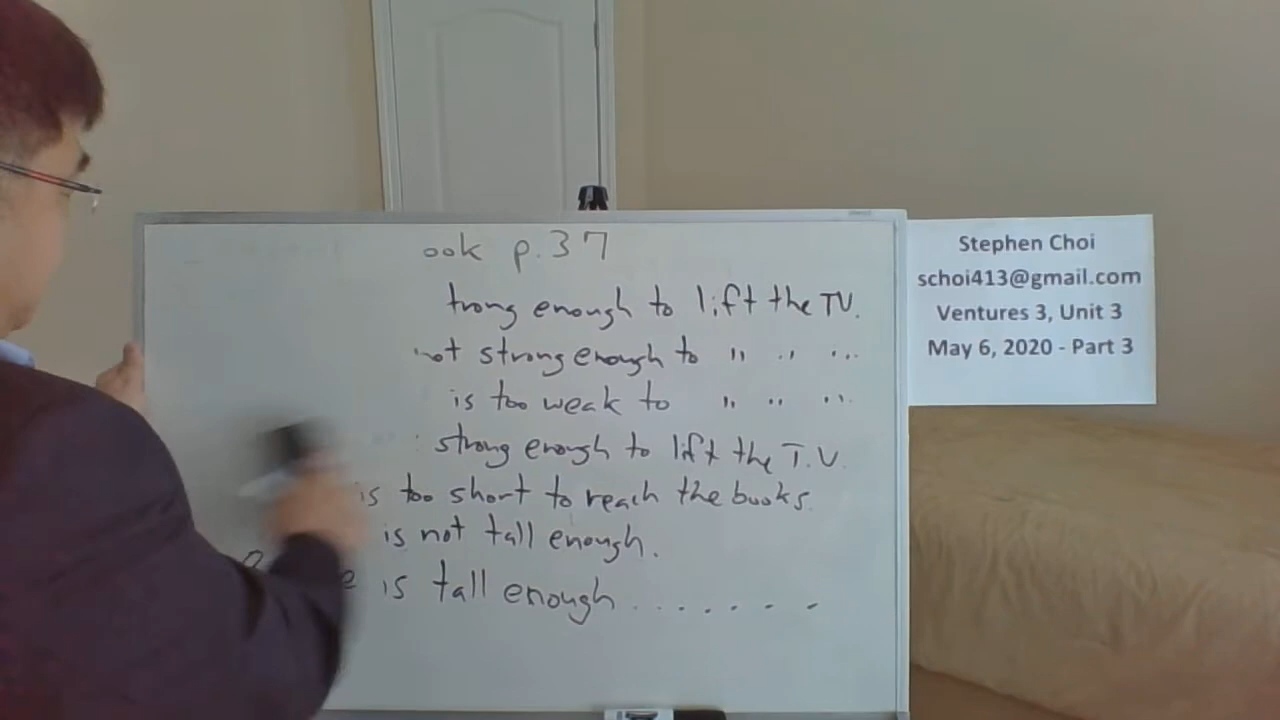 ook p.37
trong enough to lift the TV.
not strong enough to " " "
is too weak to " " "
strong enough to lift the T.V.
is too short to reach the books.
is not tall enough.
e is tall enough.......
Stephen Choi
schoi413@gmail.com
Ventures 3, Unit 3
May 6, 2020 - Part 3